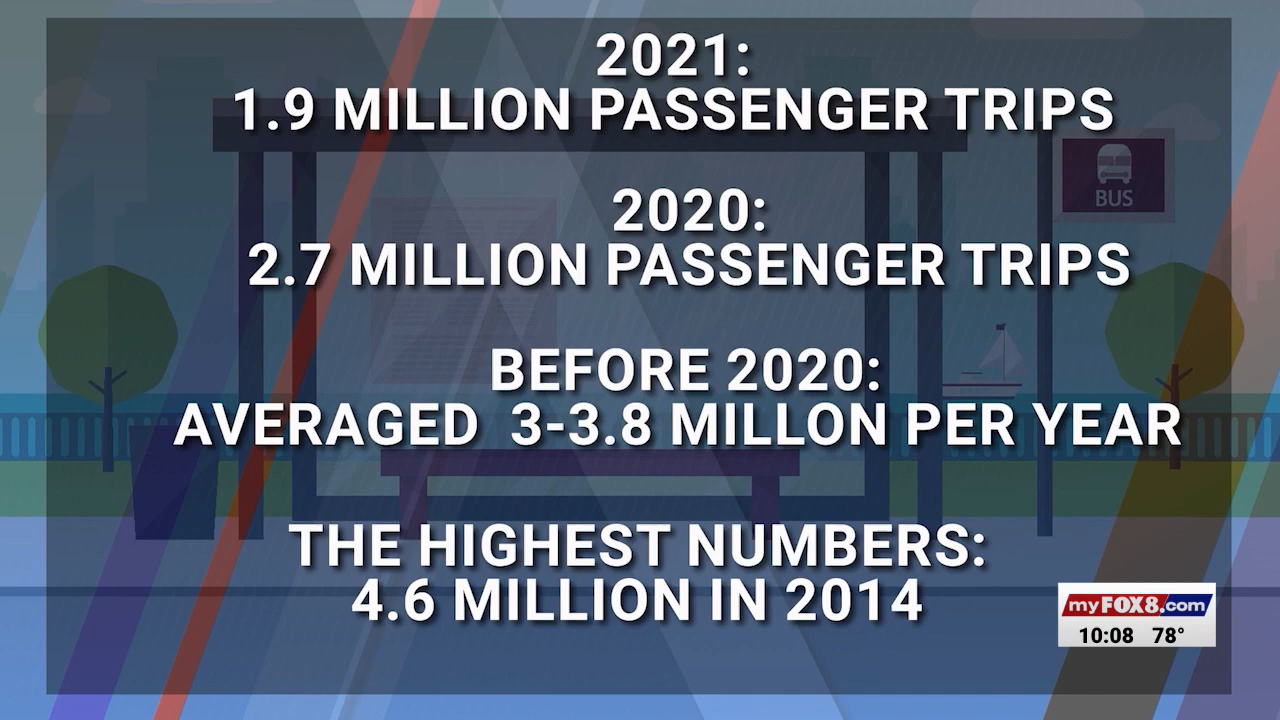 2021:
1.9 MILLION PASSENGER TRIPS
BUS
2020:
2.7 MILLION PASSENGER TRIPS
BEFORE 2020:
AVERAGED 3-3.8 MILLON PER YEAR
THE HIGHEST NUMBERS:
4.6 MILLION IN 2014
myFOX8.com
10:08 78°